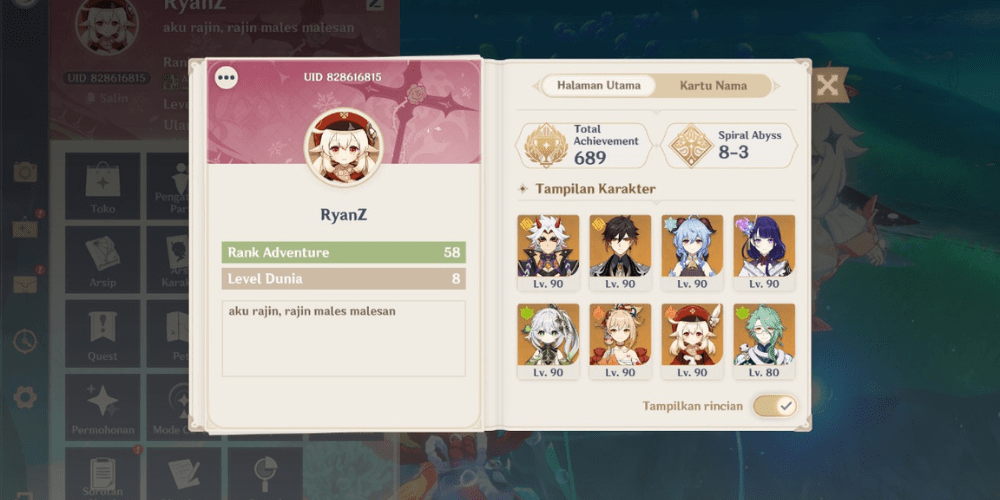 RyanZ
2
aku rajin, rajin males malesan
UID 828616815
Salin
Toko
Arsip
Quest
Permohonan
Sorotan
UID 828616815
RyanZ
Rank Adventure 58
Level Dunia 8
aku rajin, rajin males malesan
Halaman Utama
Kartu Nama
Total
Achievement
689
Spiral Abyss
8-3
Tampilan Karakter
Lv. 90
Lv. 90
Lv. 90
Lv. 90
Lv. 90
Lv. 90
Lv. 90
Lv. 80
Tampilkan rincian